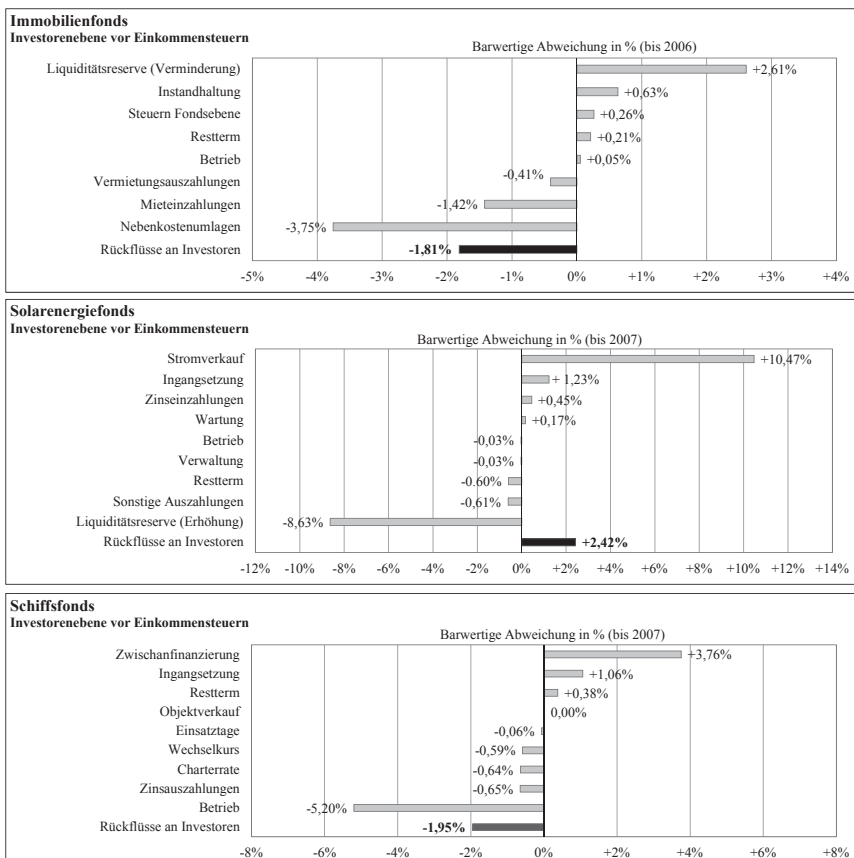 Immobilienfonds
Investorenebene vor Einkommensteuern
Barwertige Abweichung in % (bis 2006)
Liquiditätsreserve (Verminderung) +2,61%
Instandhaltung +0,63%
Steuern Fondsebene +0,26%
Restterm +0,21%
Betrieb +0,05%
Vermietungsauszahlungen -0,41%
Mieteinzahlungen -1,42%
Nebenkostenumlagen -3,75%
Rückflüsse an Investoren -1,81%
-5% -4% -3% -2% -1% 0% +1% +2% +3% +4%
Solarenergiefonds
Investorenebene vor Einkommensteuern
Barwertige Abweichung in % (bis 2007)
Stromverkauf +10,47%
Ingangsetzung + 1,23%
Zinseinzahlungen +0,45%
Wartung +0,17%
Betrieb -0,03%
Verwaltung -0,03%
Restterm -0.60%
Sonstige Auszahlungen -0,61%
Liquiditätsreserve (Erhöhung) -8,63%
Rückflüsse an Investoren +2,42%
-12% -10% -8% -6% -4% -2% 0% +2% +4% +6% +8% +10% +12% +14%
Schiffsfonds
Investorenebene vor Einkommensteuern
Barwertige Abweichung in % (bis 2007)
Zwischanfinanzierung +3,76%
Ingangsetzung +1,06%
Restterm +0,38%
Objektverkauf 0,00%
Einsatztage -0,06%
Wechselkurs -0,59%
Charterrate -0,64%
Zinsauszahlungen -0,65%
Betrieb -5,20%
Rückflüsse an Investoren -1,95%
-8% -6% -4% -2% 0% +2% +4% +6% +8%